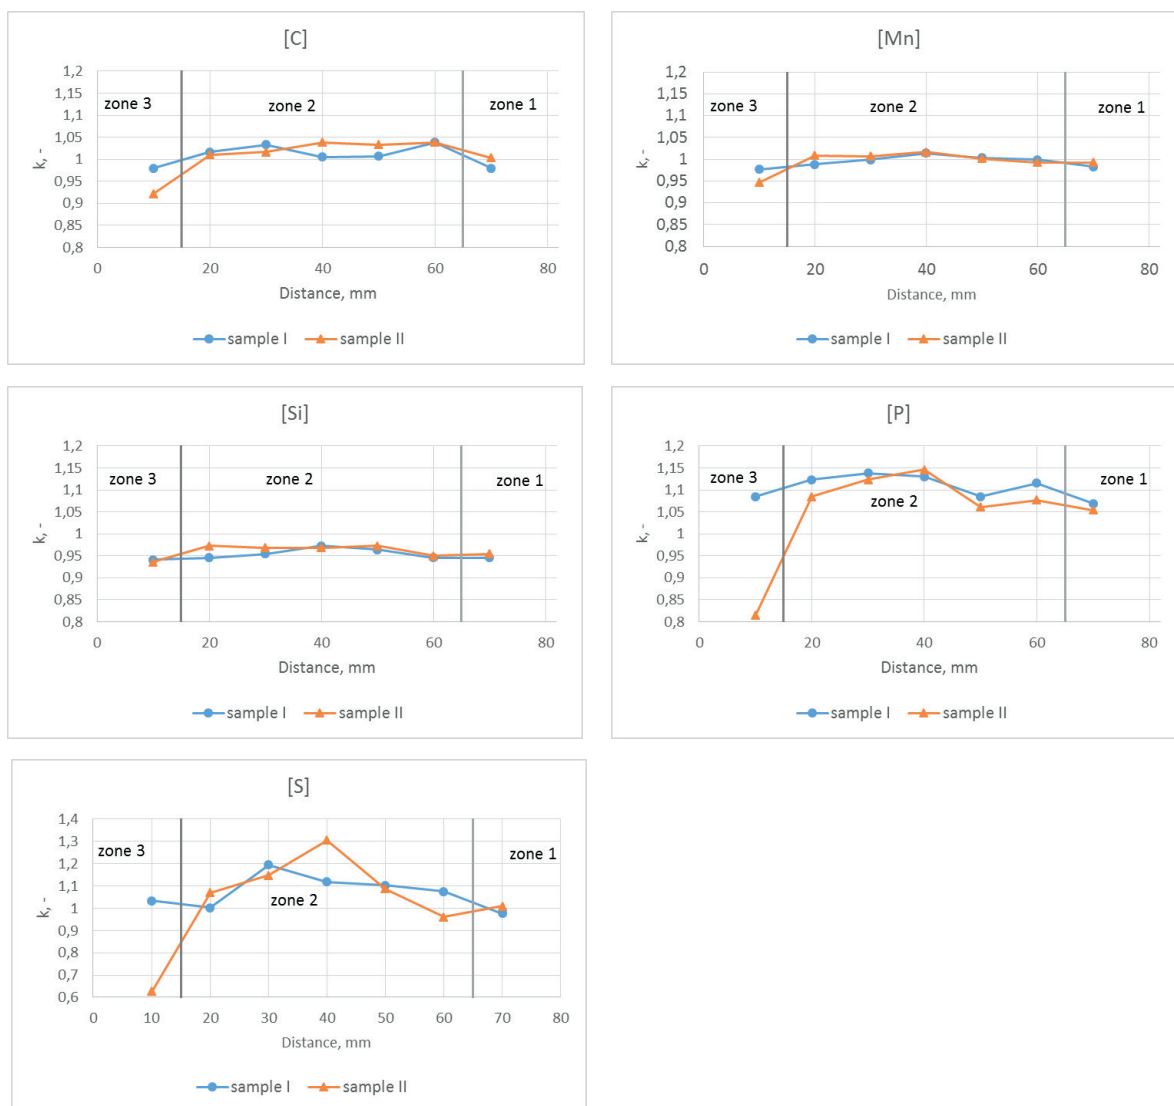 [C]
1,2
1,15
1,1
1,05
1
0,95
0,9
0,85
0,8
k, -
zone 3
zone 2
zone 1
0 20 40 60 80
Distance, mm
sample I sample II
[Mn]
1,2
1,15
1,1
1,05
1
0,95
0,9
0,85
0,8
k, -
zone 3
zone 2
zone 1
0 20 40 60 80
Distance, mm
sample I sample II
[Si]
1,2
1,15
1,1
1,05
1
0,95
0,9
0,85
0,8
k, -
zone 3
zone 2
zone 1
0 20 40 60 80
Distance, mm
sample I sample II
[P]
1,2
1,15
1,1
1,05
1
0,95
0,9
0,85
0,8
k, -
zone 3
zone 2
zone 1
0 20 40 60 80
Distance, mm
sample I sample II
[S]
1,4
1,3
1,2
1,1
1
0,9
0,8
0,7
0,6
k, -
zone 3
zone 2
zone 1
0 10 20 30 40 50 60 70 80
Distance, mm
sample I sample II